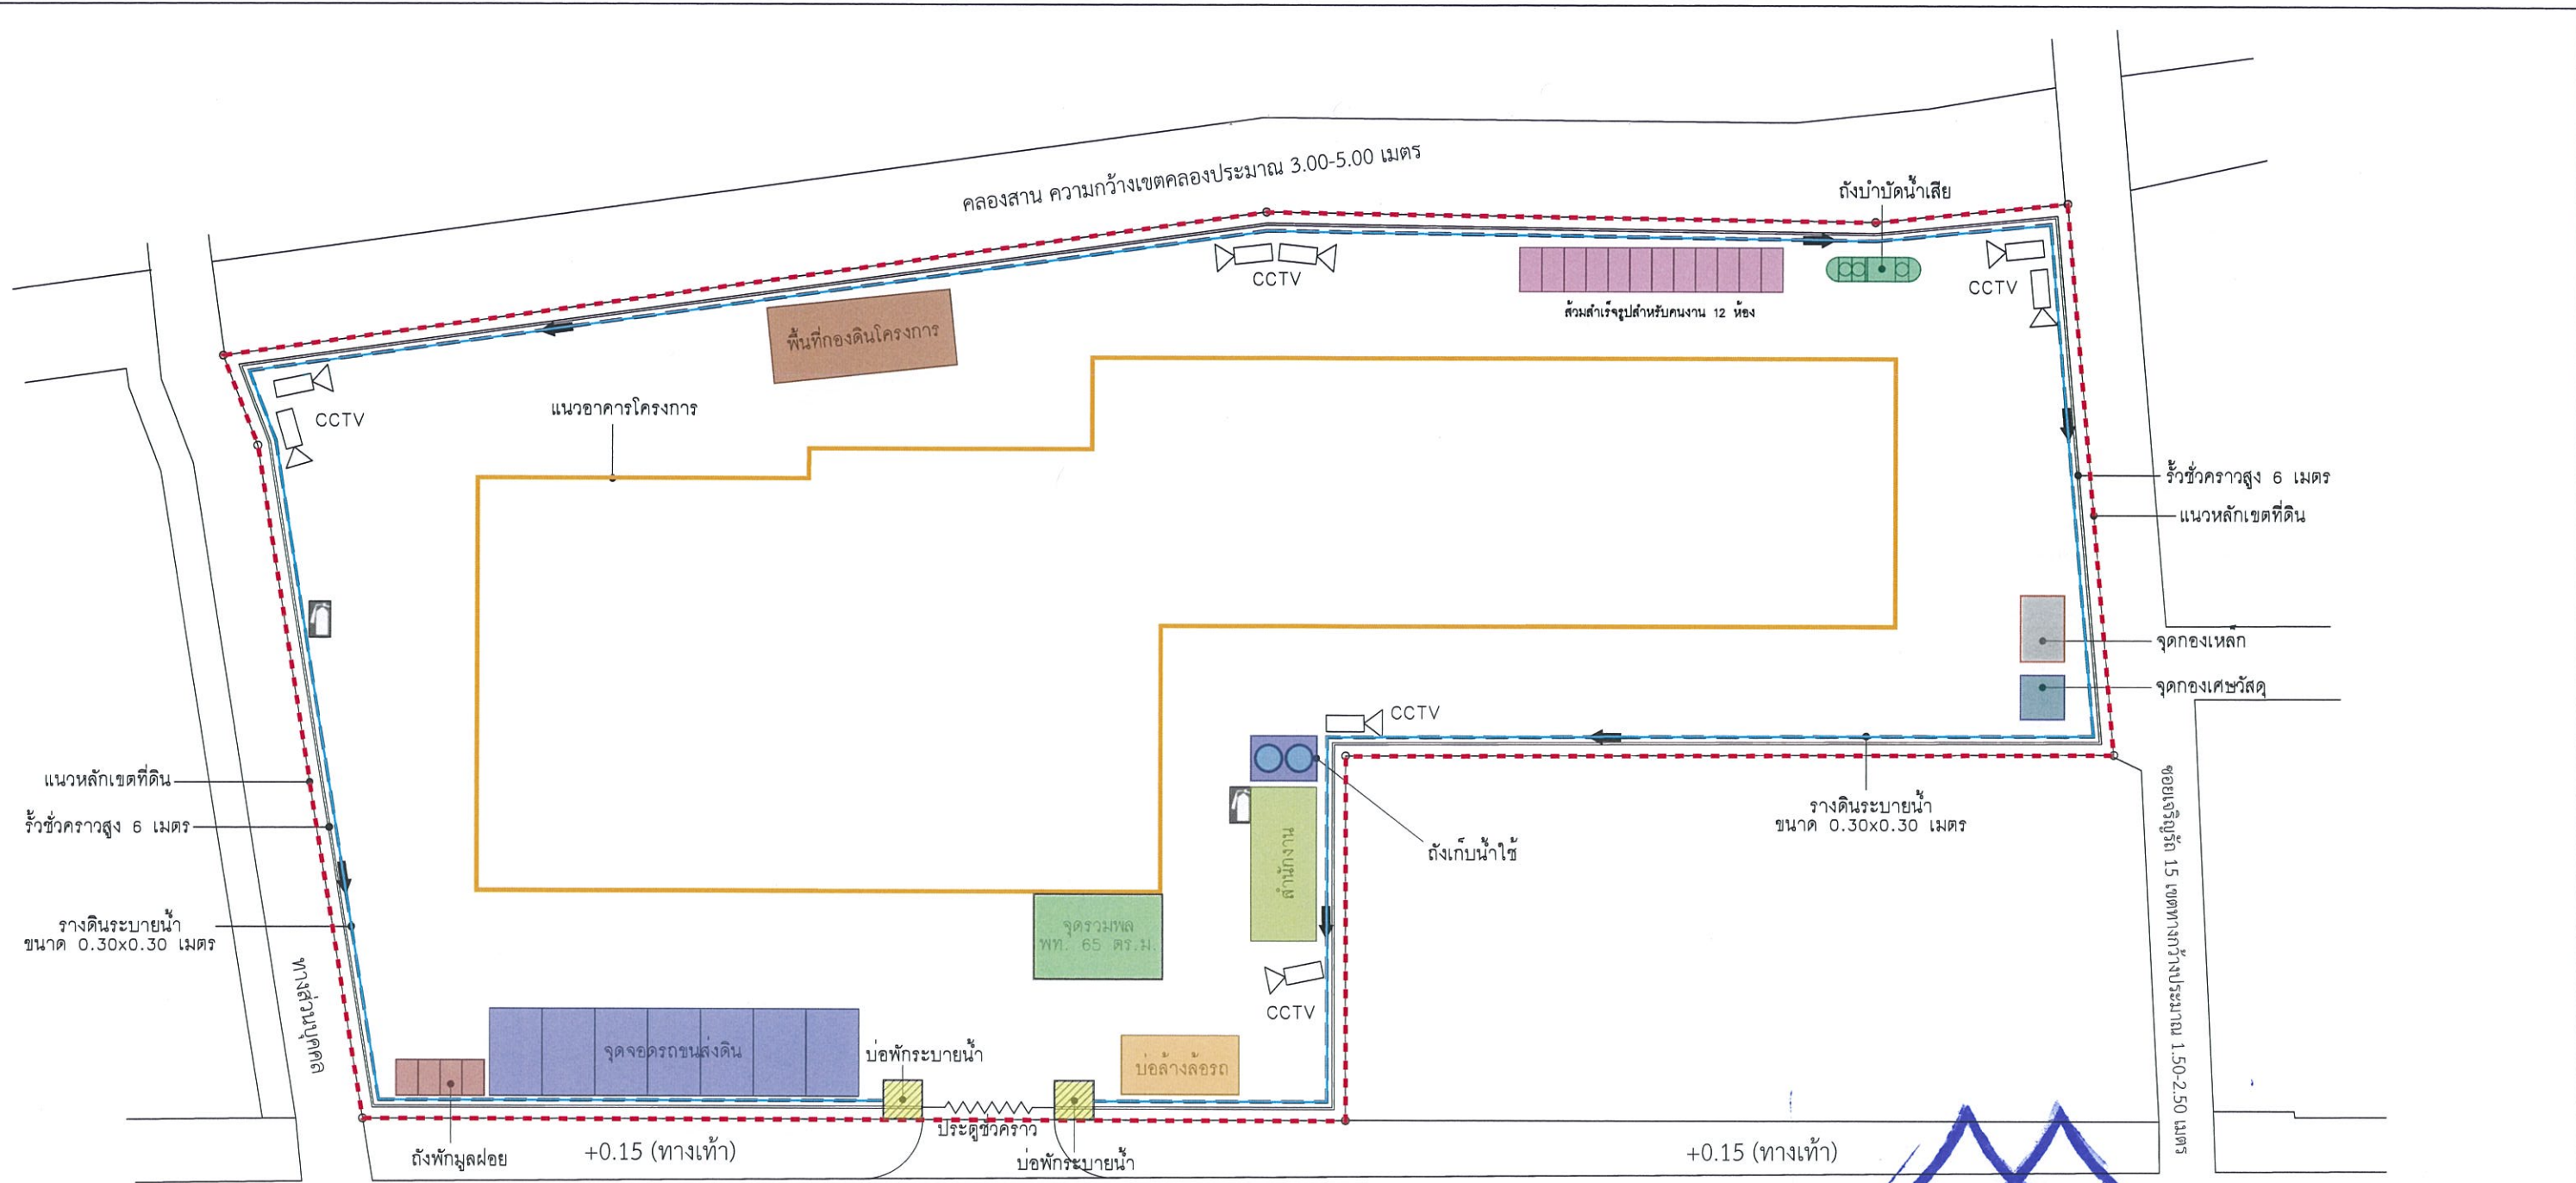 คลองสาน ความกว้างเขตคลองประมาณ 3.00-5.00 เมตร
ถังบำบัดน้ำเสีย
CCTV
CCTV
ส้วมสำเร็จรูปสำหรับคนงาน 12 ห้อง
พื้นที่กองดินโครงการ
CCTV
แนวอาคารโครงการ
รั้วชั่วคราวสูง 6 เมตร
แนวหลักเขตที่ดิน
จุดกองเหล็ก
จุดกองเศษวัสดุ
CCTV
แนวหลักเขตที่ดิน
รั้วชั่วคราวสูง 6 เมตร
รางดินระบายน้ำ
ขนาด 0.30x0.30 เมตร
ถังเก็บน้ำใช้
สำนักงาน
รางดินระบายน้ำ
ขนาด 0.30x0.30 เมตร
จุดรวมพล
พท. 65 ตร.ม.
ซอยเจริญรัถ 15 เขตทางกว้างประมาณ 1.50-2.50 เมตร
ทางส่วนบุคคล
CCTV
จุดจอดรถขนส่งดิน
บ่อพักระบายน้ำ
บ่อล้างล้อรถ
ประตูชั่วคราว
ถังพักมูลฝอย
+0.15 (ทางเท้า)
บ่อพักระบายน้ำ
+0.15 (ทางเท้า)